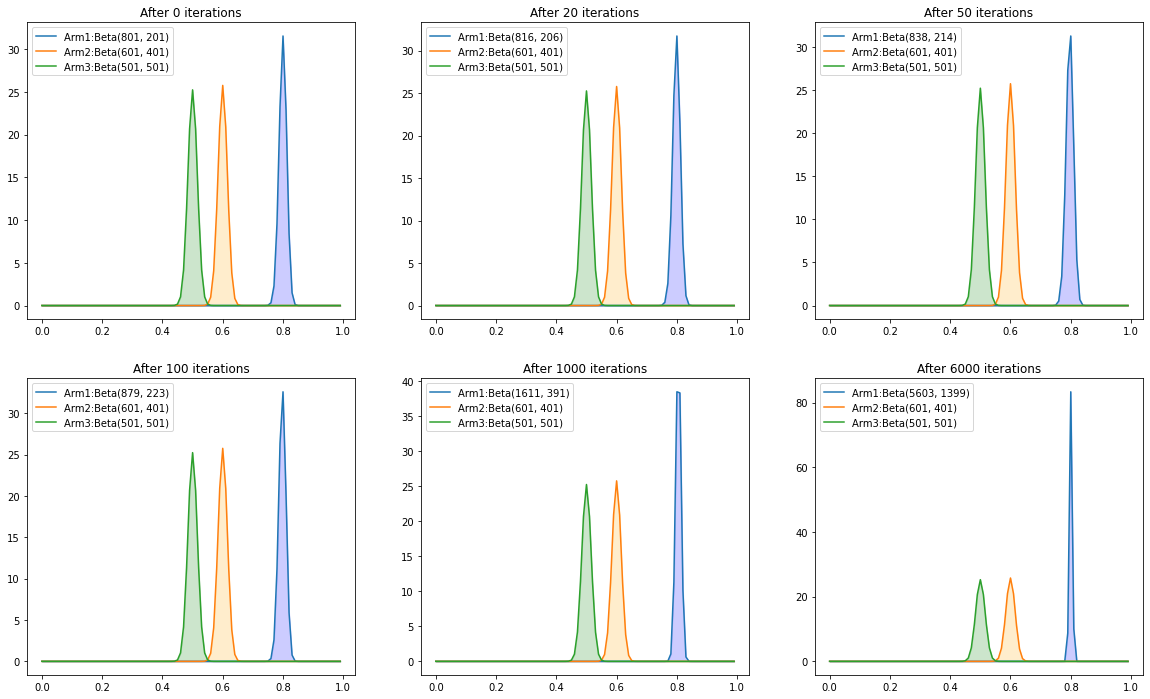 After 0 iterations
Arm1:Beta(801, 201)
Arm2:Beta(601, 401)
Arm3:Beta(501, 501)
30
25
20
15
10
5
0
0.0 0.2 0.4 0.6 0.8 1.0
After 20 iterations
Arm1:Beta(816, 206)
Arm2:Beta(601, 401)
Arm3:Beta(501, 501)
30
25
20
15
10
5
0
0.0 0.2 0.4 0.6 0.8 1.0
After 50 iterations
Arm1:Beta(838, 214)
Arm2:Beta(601, 401)
Arm3:Beta(501, 501)
30
25
20
15
10
5
0
0.0 0.2 0.4 0.6 0.8 1.0
After 100 iterations
Arm1:Beta(879, 223)
Arm2:Beta(601, 401)
Arm3:Beta(501, 501)
30
25
20
15
10
5
0
0.0 0.2 0.4 0.6 0.8 1.0
After 1000 iterations
Arm1:Beta(1611, 391)
Arm2:Beta(601, 401)
Arm3:Beta(501, 501)
40
35
30
25
20
15
10
5
0
0.0 0.2 0.4 0.6 0.8 1.0
After 6000 iterations
Arm1:Beta(5603, 1399)
Arm2:Beta(601, 401)
Arm3:Beta(501, 501)
80
60
40
20
0
0.0 0.2 0.4 0.6 0.8 1.0